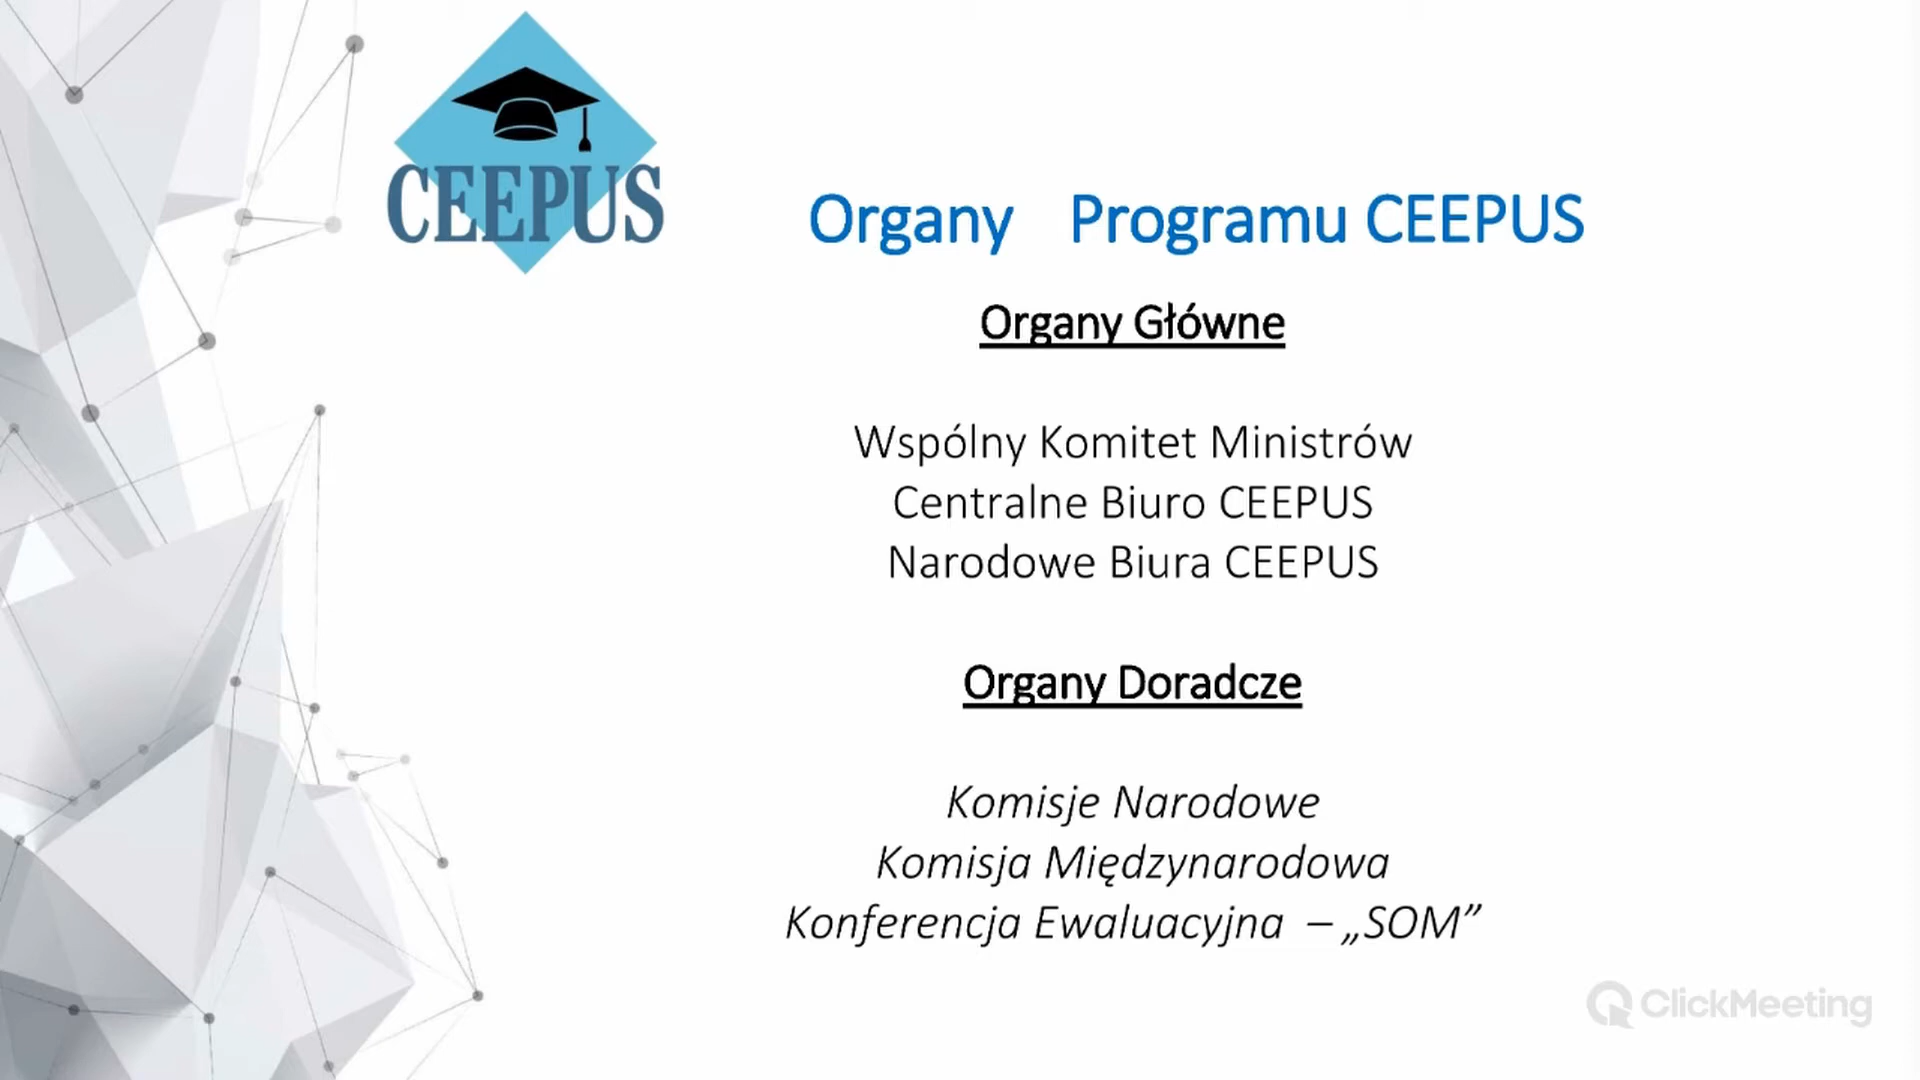 CEEPUS
Organy Programu CEEPUS
Organy Główne
Wspólny Komitet Ministrów
Centralne Biuro CEEPUS
Narodowe Biura CEEPUS
Organy Doradcze
Komisje Narodowe
Komisja Międzynarodowa
Konferencja Ewaluacyjna – „SOM”
ClickMeeting